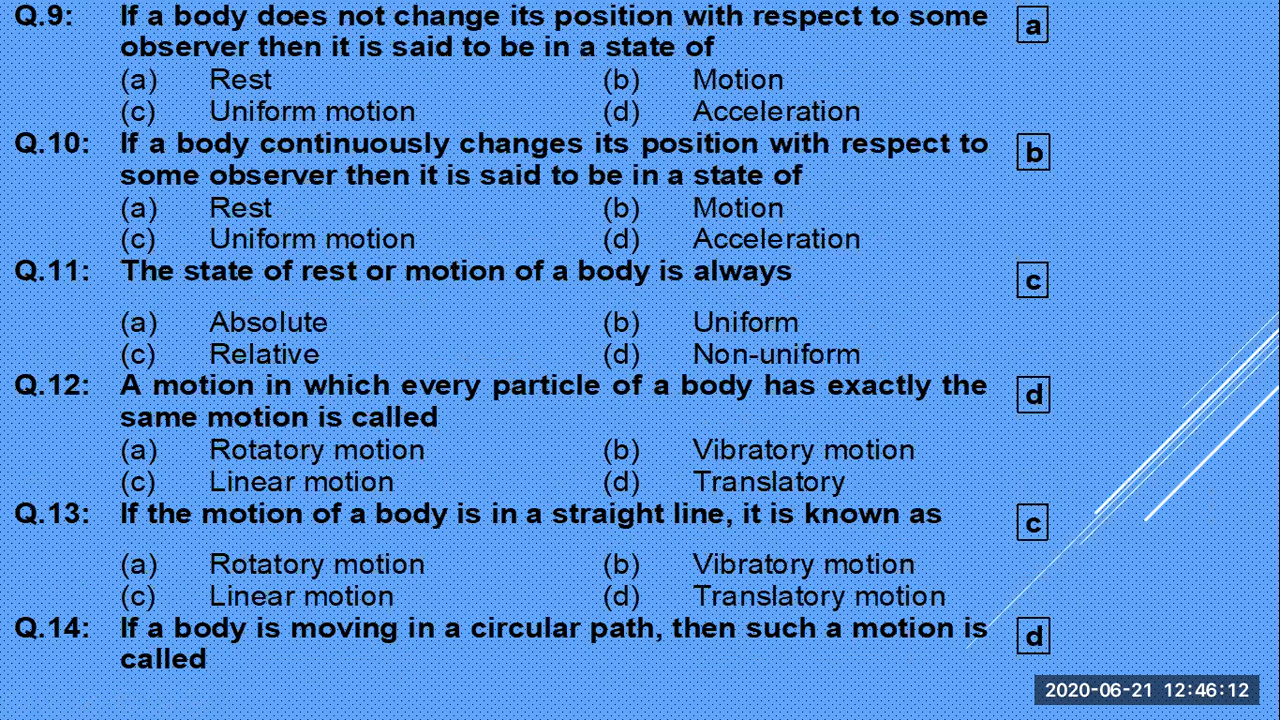 Q.9: If a body does not change its position with respect to some a
observer then it is said to be in a state of
(a) Rest (b) Motion
(c) Uniform motion (d) Acceleration
Q.10: If a body continuously changes its position with respect to b
some observer then it is said to be in a state of
(a) Rest (b) Motion
(c) Uniform motion (d) Acceleration
Q.11: The state of rest or motion of a body is always c
(a) Absolute (b) Uniform
(c) Relative (d) Non-uniform
Q.12: A motion in which every particle of a body has exactly the d
same motion is called
(a) Rotatory motion (b) Vibratory motion
(c) Linear motion (d) Translatory
Q.13: If the motion of a body is in a straight line, it is known as c
(a) Rotatory motion (b) Vibratory motion
(c) Linear motion (d) Translatory motion
Q.14: If a body is moving in a circular path, then such a motion is d
called
2020-06-21 12:46:12